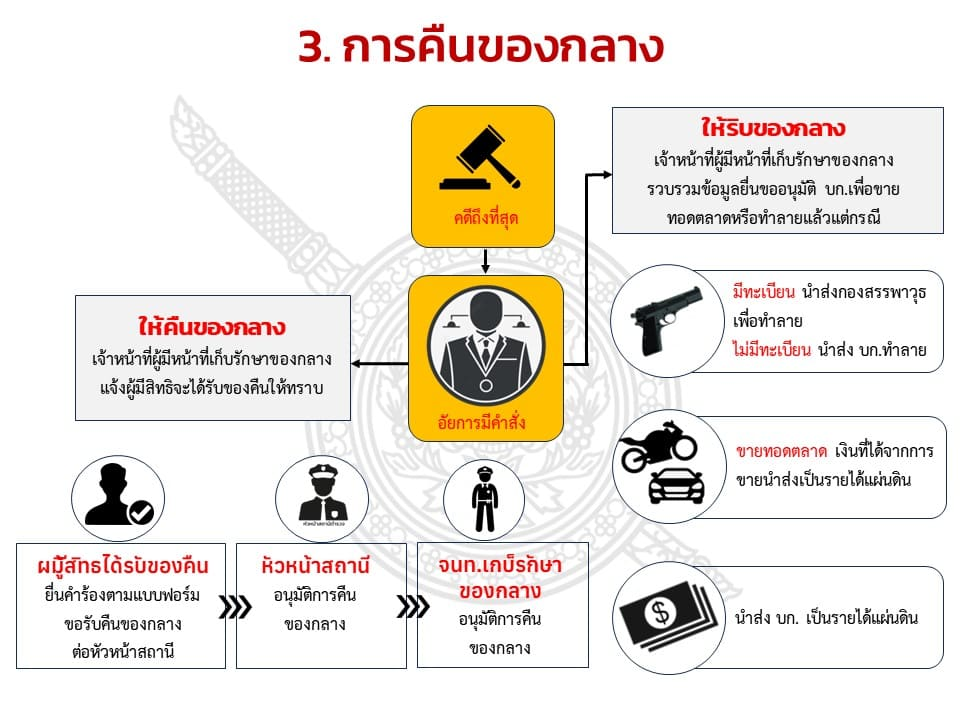 3. การคืนของกลาง
คดีถึงที่สุด
ให้ริบของกลาง
เจ้าหน้าที่ผู้มีหน้าที่เก็บรักษาของกลาง
รวบรวมข้อมูลยื่นขออนุมัติ บก.เพื่อขาย
ทอดตลาดหรือทำลายแล้วแต่กรณี
อัยการมีคำสั่ง
ให้คืนของกลาง
เจ้าหน้าที่ผู้มีหน้าที่เก็บรักษาของกลาง
แจ้งผู้มีสิทธิจะได้รับของคืนให้ทราบ
มีทะเบียน นำส่งกองสรรพาวุธ
เพื่อทำลาย
ไม่มีทะเบียน นำส่ง บก.ทำลาย
ขายทอดตลาด เงินที่ได้จากการ
ขายนำส่งเป็นรายได้แผ่นดิน
นำส่ง บก. เป็นรายได้แผ่นดิน
ผมู้ีสิทธได้รับของคืน
ยื่นคำร้องตามแบบฟอร์ม
ขอรับคืนของกลาง
ต่อหัวหน้าสถานี
หัวหน้าสถานีตำรวจ
หัวหน้าสถานี
อนุมัติการคืน
ของกลาง
จนท.เกบ็รกัษา
ของกลาง
อนุมัติการคืน
ของกลาง